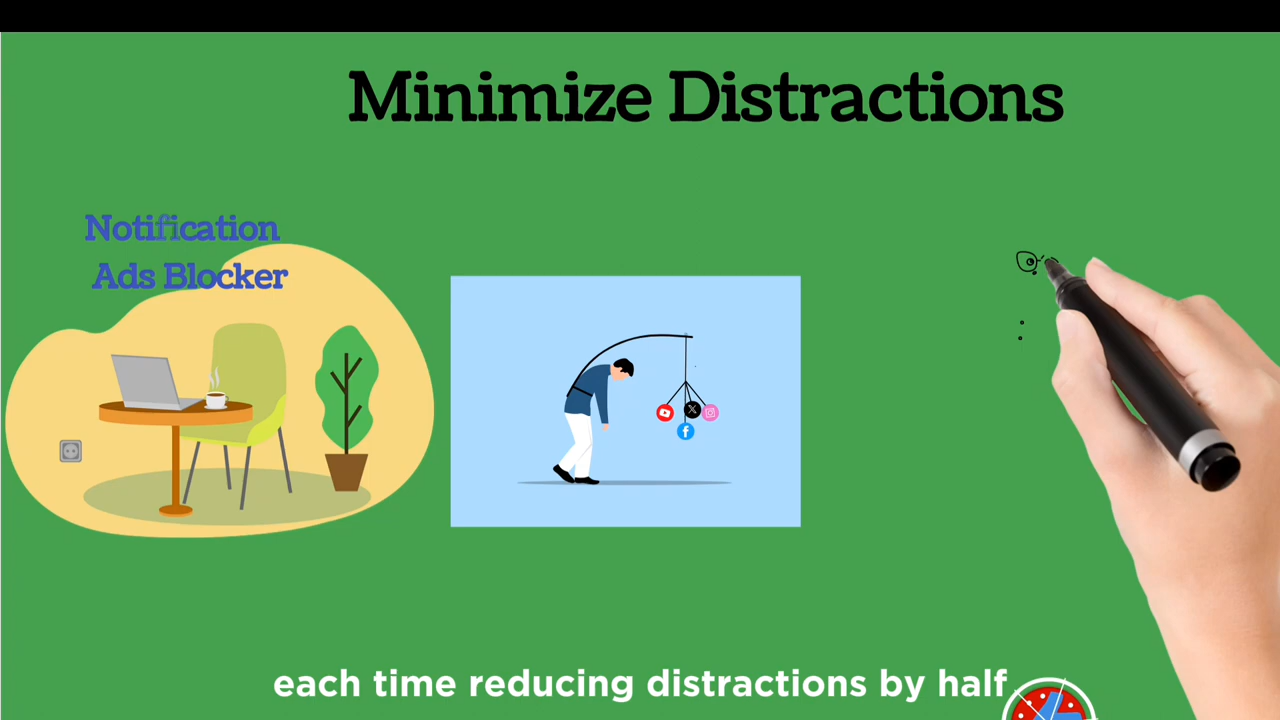 Minimize Distractions
Notification
Ads Blocker
each time reducing distractions by half